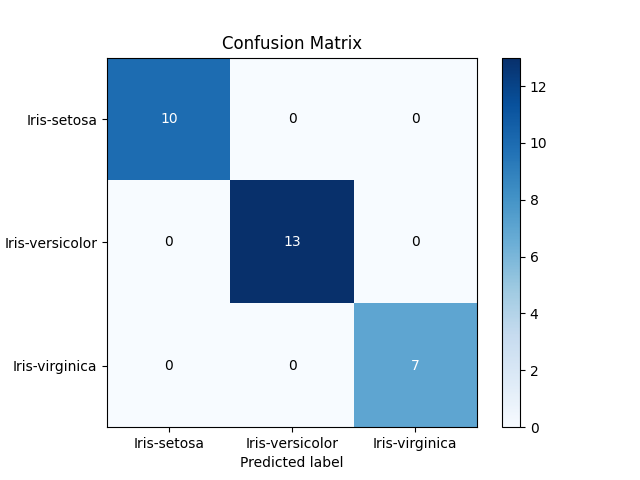 Confusion Matrix
Iris-setosa 10 0 0
Iris-versicolor 0 13 0
Iris-virginica 0 0 7
Iris-setosa Iris-versicolor Iris-virginica
Predicted label
12
10
8
6
4
2
0